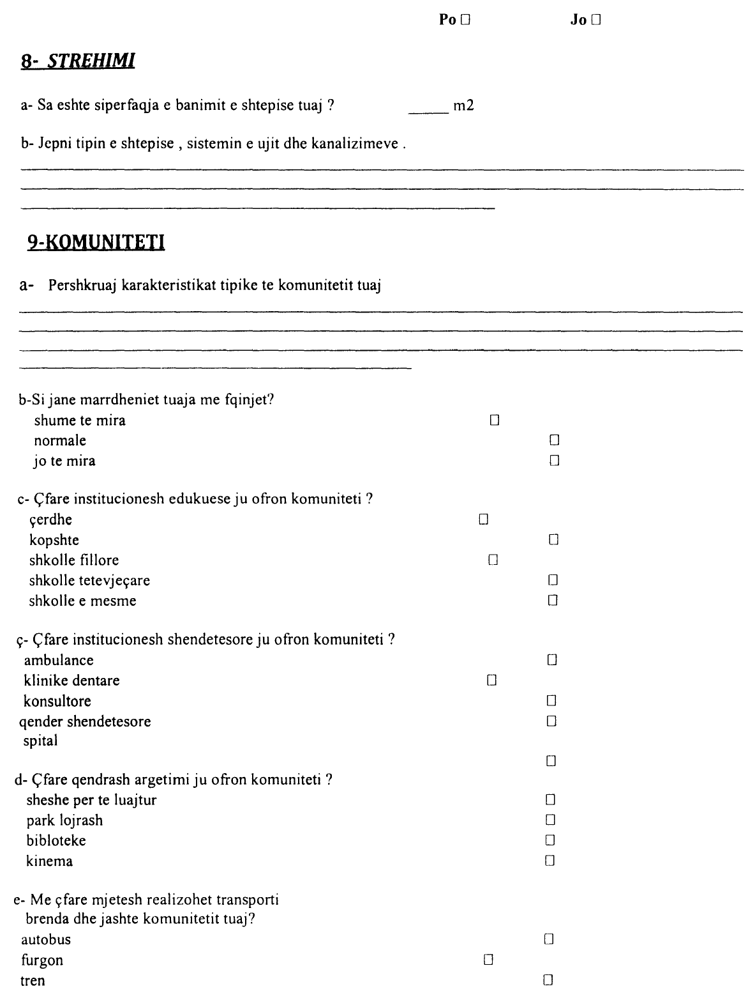 Po □ Jo □
8- STREHIMI
a- Sa eshte siperfaqja e banimit e shtepise tuaj ? _____ m2
b- Jepni tipin e shtepise , sistemin e ujit dhe kanalizimeve .
9-KOMUNITETI
a- Pershkruaj karakteristikat tipike te komunitetit tuaj
b-Si jane marrdheniet tuaja me fqinjet?
shume te mira □
normale □
jo te mira □
c- Çfare institucionesh edukuese ju ofron komuniteti ?
çerdhe □
kopshte □
shkolle fillore □
shkolle tetevjeçare □
shkolle e mesme □
ç- Çfare institucionesh shendetesore ju ofron komuniteti ?
ambulance □
klinike dentare □
konsultore □
qender shendetesore □
spital
□
d- Çfare qendrash argetimi ju ofron komuniteti ?
sheshe per te luajtur □
park lojrash □
bibloteke □
kinema □
e- Me çfare mjetesh realizohet transporti
brenda dhe jashte komunitetit tuaj?
autobus □
furgon □
tren □